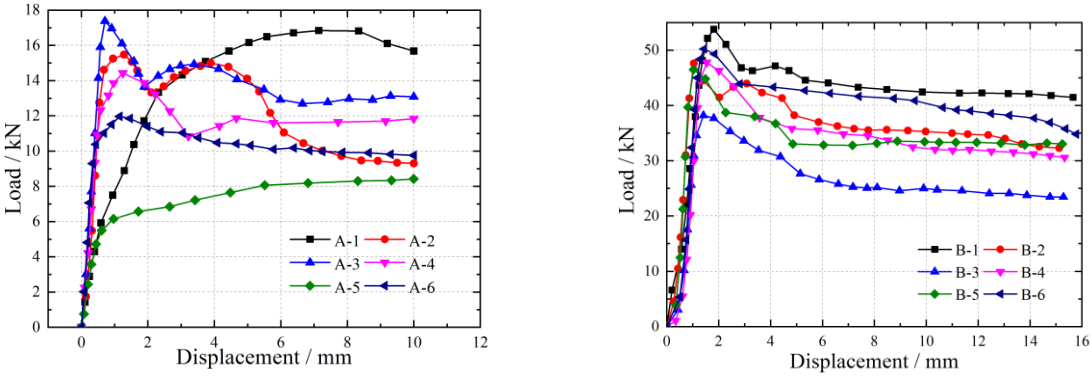 18
16
14
12
10
8
6
4
2
0
Load / kN
A-1 A-2
A-3 A-4
A-5 A-6
0 2 4 6 8 10 12
Displacement / mm
50
40
30
20
10
0
Load / kN
B-1 B-2
B-3 B-4
B-5 B-6
0 2 4 6 8 10 12 14 16
Displacement / mm